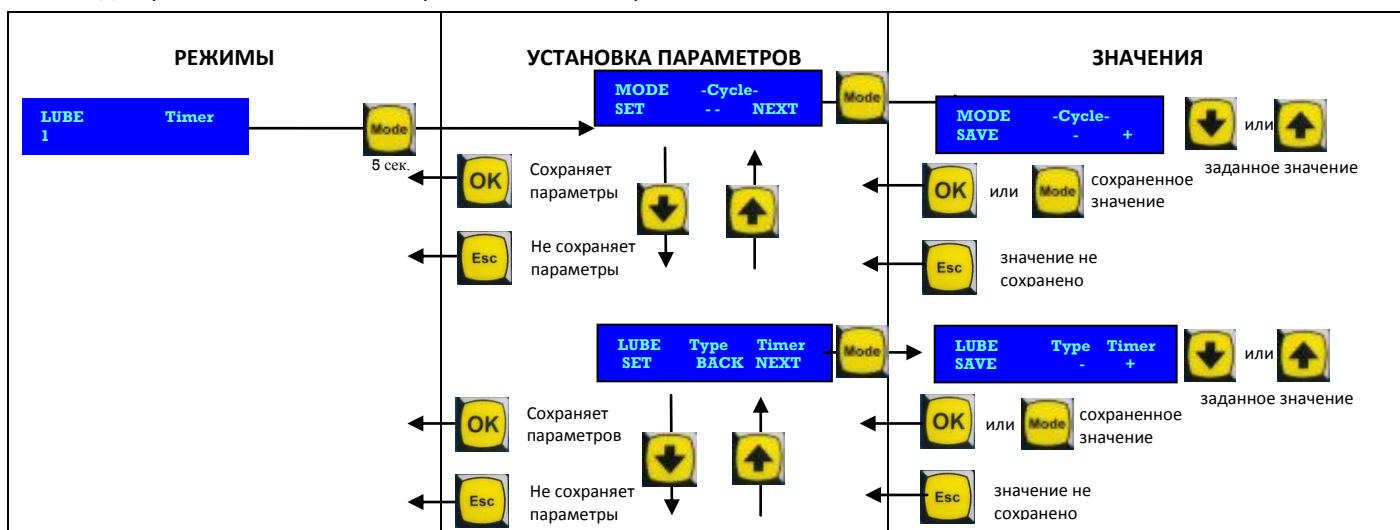 РЕЖИМЫ
УСТАНОВКА ПАРАМЕТРОВ
ЗНАЧЕНИЯ
LUBE Timer
1
Mode
5 сек.
MODE -Cycle-
SET - - NEXT
Mode
MODE -Cycle-
SAVE - +
или
заданное значение
OK
Сохраняет
параметры
Esc
Не сохраняет
параметры
OK
или
Mode
сохраненное
значение
Esc
значение не
сохранено
LUBE Type Timer
SET BACK NEXT
Mode
LUBE Type Timer
SAVE - +
или
заданное значение
OK
Сохраняет
параметров
Esc
Не сохраняет
параметры
OK
или
Mode
сохраненное
значение
Esc
значение не
сохранено